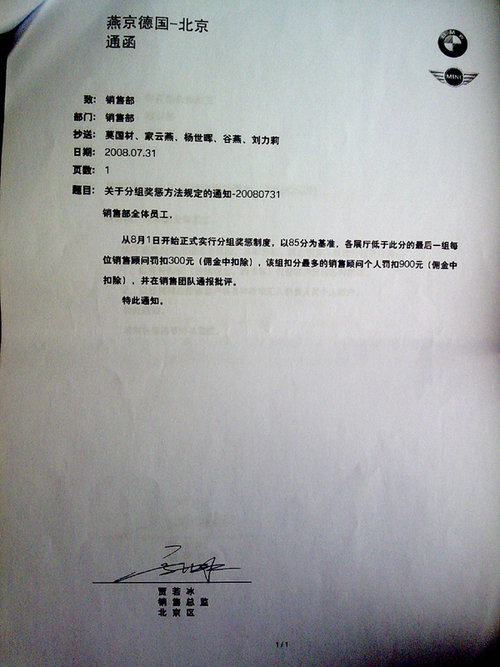 燕京德国-北京
通函
BMW
MINI
致: 销售部
部门: 销售部
抄送: 莫国材、家云燕、杨世晖、谷燕、刘力莉
日期: 2008.07.31
页数: 1
题目: 关于分组奖惩方法规定的通知-20080731
销售部全体员工,
从8月1日开始正式实行分组奖惩制度,以85分为基准,各展厅低于此分的最后一组每
位销售顾问罚扣300元(佣金中扣除),该组扣分最多的销售顾问个人罚扣900元(佣金中
扣除),并在销售团队通报批评。
特此通知。
贾若冰
销售总监
北京区
1/1